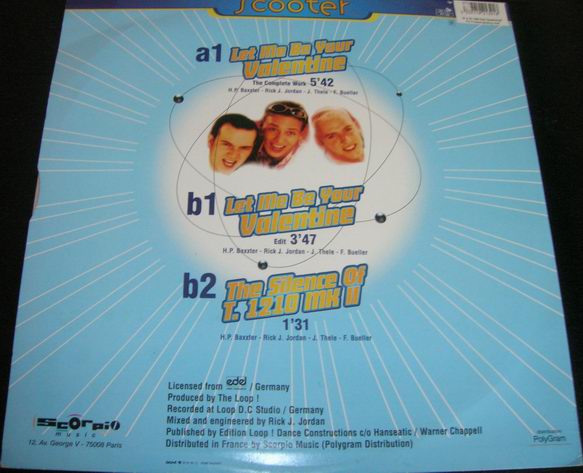 Scooter
a1 Let Me Be Your
Valentine
The Complete Work 5'42
H.P. Baxxter - Rick J. Jordan - J. Thele - F. Bueller
b1 Let Me Be Your
Valentine
Edit 3'47
H.P. Baxxter - Rick J. Jordan - J. Thele - F. Bueller
b2 The Silence Of
T. 1210 MK II
1'31
H.P. Baxxter - Rick J. Jordan - J. Thele - F. Bueller
Licensed from edel / Germany
Produced by The Loop !
Recorded at Loop D.C Studio / Germany
Mixed and engineered by Rick J. Jordan
Published by Edition Loop ! Dance Constructions c/o Hanseatic / Warner Chappell
Distributed in France by Scorpio Music (Polygram Distribution)
scorpio
music
12, Av. George V - 75008 Paris
PolyGram